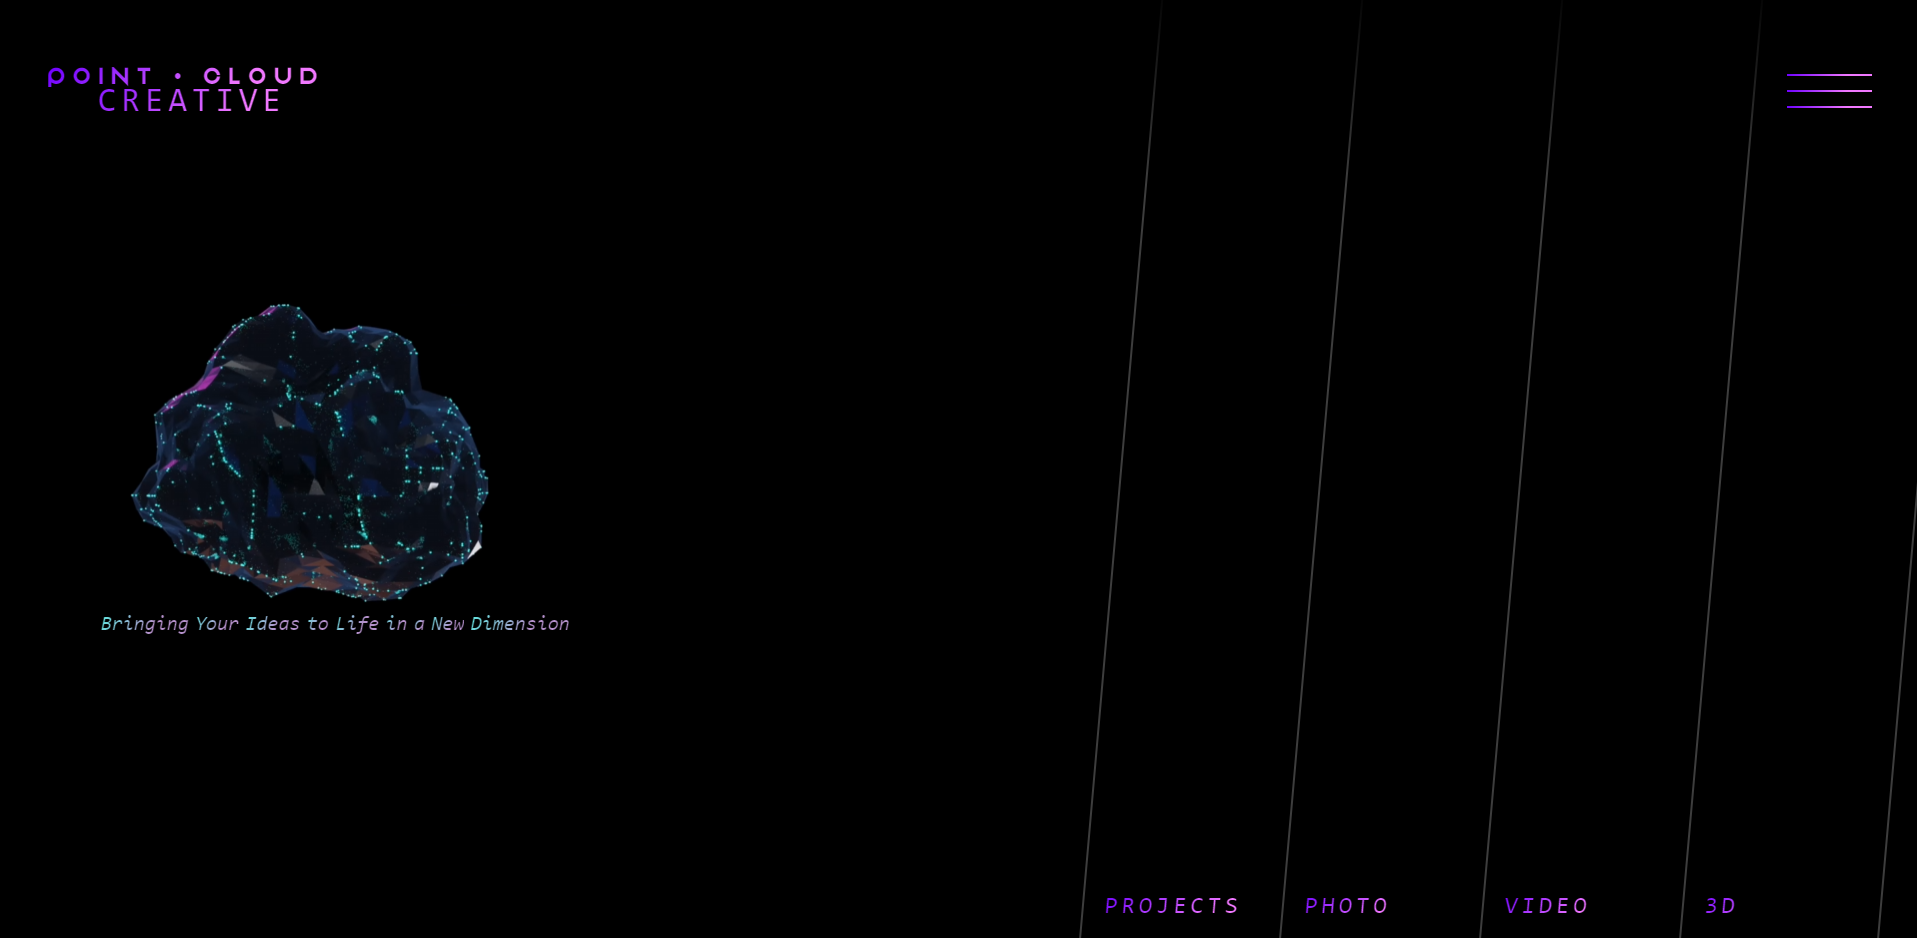 POINT · CLOUD
CREATIVE
Bringing Your Ideas to Life in a New Dimension
PROJECTS
PHOTO
VIDEO
3D